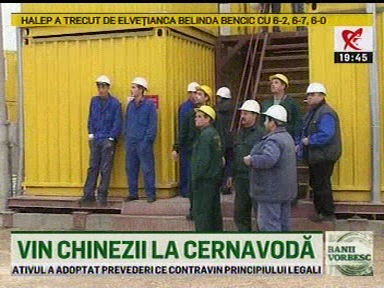 HALEP A TRECUT DE ELVEȚIANCA BELINDA BENCIC CU 6-2, 6-7, 6-0
19:45
VIN CHINEZII LA CERNAVODĂ
BANII
VORBESC
ATIVUL A ADOPTAT PREVEDERI CE CONTRAVIN PRINCIPIULUI LEGALI